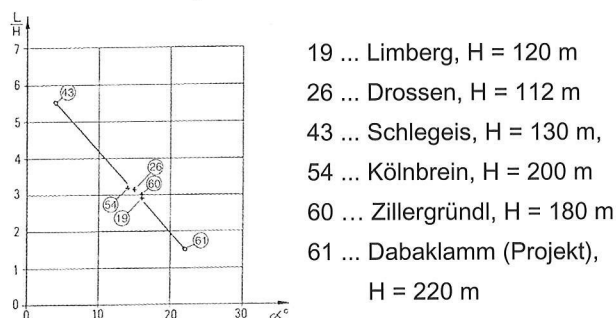 L
H
7
6
5
4
3
2
1
0
43
26
60
54
19
61
0
10
20
30
α°
19 ... Limberg, H = 120 m
26 ... Drossen, H = 112 m
43 ... Schlegeis, H = 130 m,
54 ... Kölnbrein, H = 200 m
60 ... Zillergründl, H = 180 m
61 ... Dabaklamm (Projekt),
H = 220 m